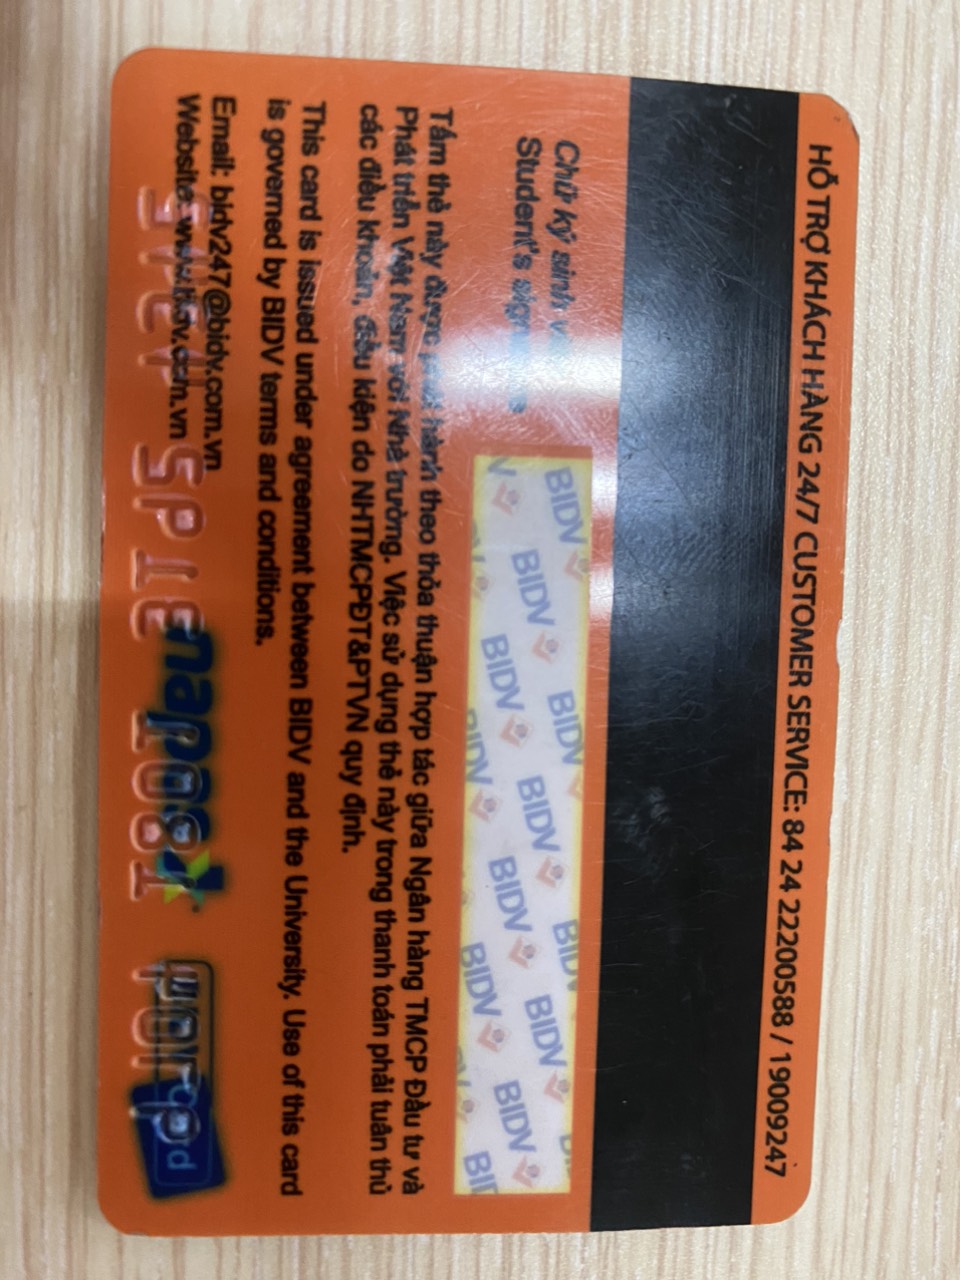 HỖ TRỢ KHÁCH HÀNG 24/7 CUSTOMER SERVICE: 84 24 22200588 / 19009247
Chữ ký sinh
Student's
BIDV BIDV BIDV BIDV
BIDV BIDV BIDV BIDV
BIDV BIDV BIDV
Tấm thẻ này được phát hành theo thỏa thuận hợp tác giữa Ngân hàng TMCP Đầu tư và
Phát triển Việt Nam với Nhà trường. Việc sử dụng thẻ này trong thanh toán phải tuân thủ
các điều khoản, điều kiện do NHTMCPĐT&PTVN quy định.
This card is issued under agreement between BIDV and the University. Use of this card
is governed by BIDV terms and conditions.
Email: bidv247@bidv.com.vn
Website: www.bidv.com.vn
napas